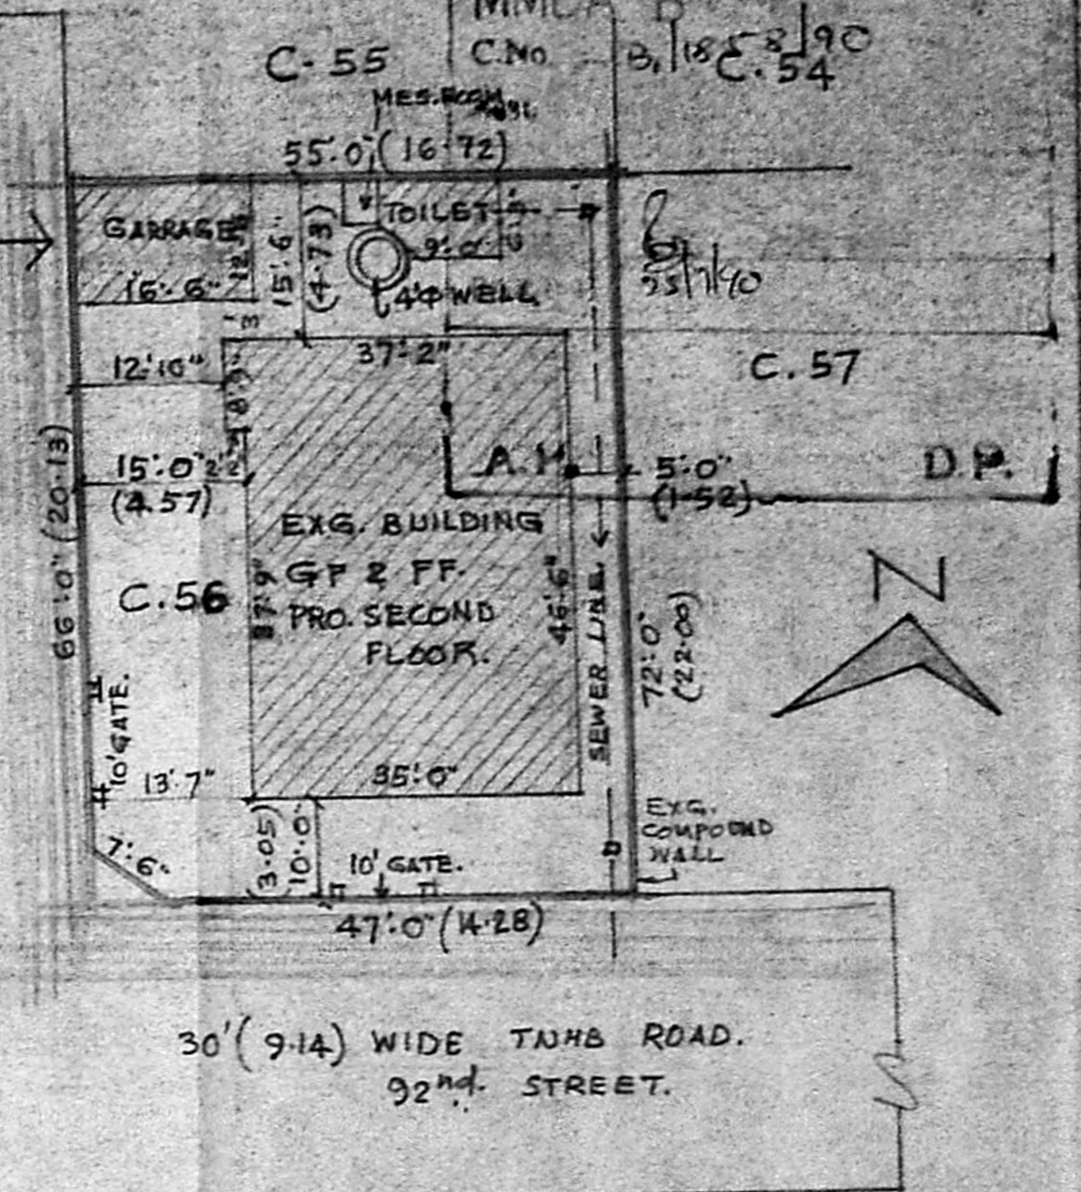 C-55
C.No.
C.54
55'.0" (16.72)
GARRAGE
TOILET
15'.6"
(4.73)
9'.0"
16'.6"
4'Φ WELL
37'.2"
12'10"
C.57
15'.0"
(4.57)
5'.0"
(1.52)
D.P.
66'.0" (20.13)
EXG. BUILDING
GF 2 FF.
PRO. SECOND
FLOOR.
C.56
37'.9"
46'.6"
SEWER LINE.
72'.0"
(22.00)
N
10' GATE.
13'.7"
35'.0"
7'.6"
(3.05)
10'.0"
10' GATE.
EXG.
COMPOUND
WALL
47'.0" (14.28)
30' (9.14) WIDE TNHB ROAD.
92nd. STREET.